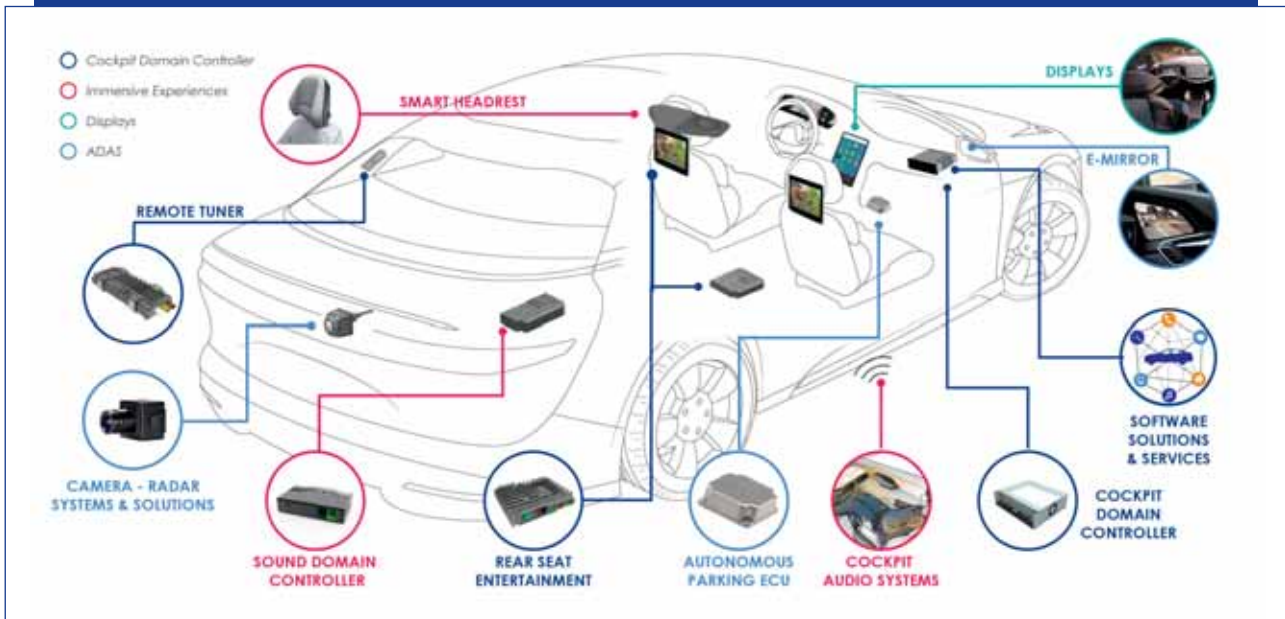 Cockpit Domain Controller
Immersive Experiences
Displays
ADAS
SMART HEADREST
DISPLAYS
E-MIRROR
REMOTE TUNER
CAMERA - RADAR
SYSTEMS & SOLUTIONS
SOUND DOMAIN
CONTROLLER
REAR SEAT
ENTERTAINMENT
AUTONOMOUS
PARKING ECU
COCKPIT
AUDIO SYSTEMS
COCKPIT
DOMAIN
CONTROLLER
SOFTWARE
SOLUTIONS
& SERVICES